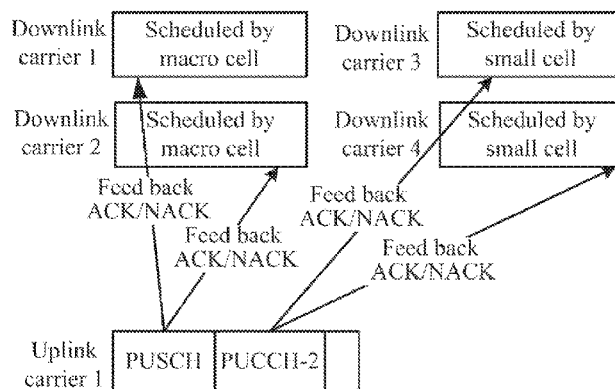 Downlink
carrier 1
Scheduled by
macro cell
Downlink
carrier 3
Scheduled by
small cell
Downlink
carrier 2
Scheduled by
macro cell
Downlink
carrier 4
Scheduled by
small cell
Feed back
ACK/NACK
Feed back
ACK/NACK
Feed back
ACK/NACK
Feed back
ACK/NACK
Uplink
carrier 1
PUSCH
PUCCH-2